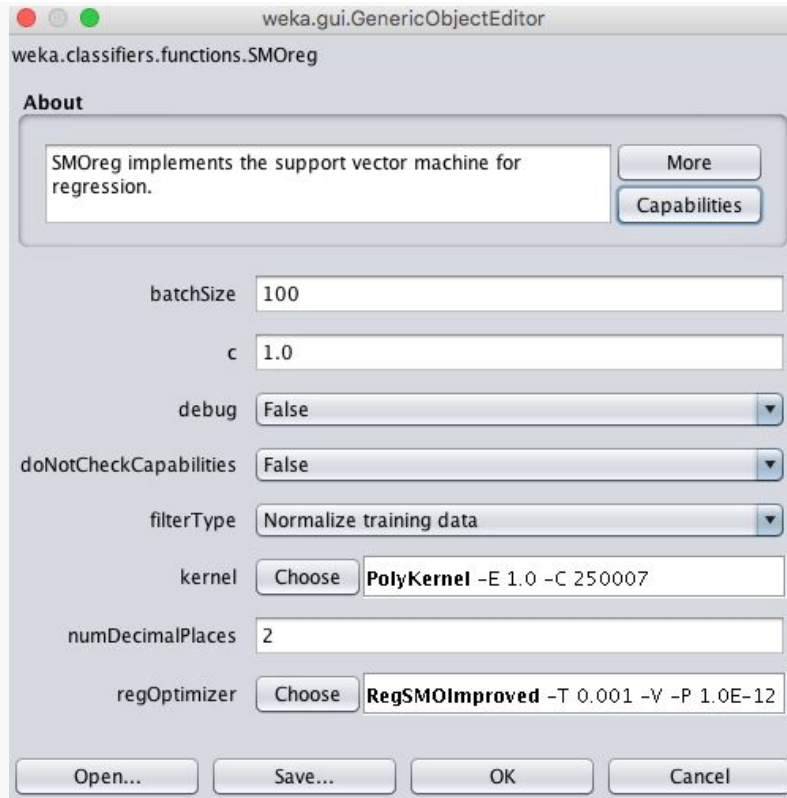 weka.gui.GenericObjectEditor
weka.classifiers.functions.SMOreg
About
SMOreg implements the support vector machine for
regression.
More
Capabilities
batchSize 100
c 1.0
debug False
doNotCheckCapabilities False
filterType Normalize training data
kernel Choose PolyKernel -E 1.0 -C 250007
numDecimalPlaces 2
regOptimizer Choose RegSMOImproved -T 0.001 -V -P 1.0E-12
Open... Save... OK Cancel